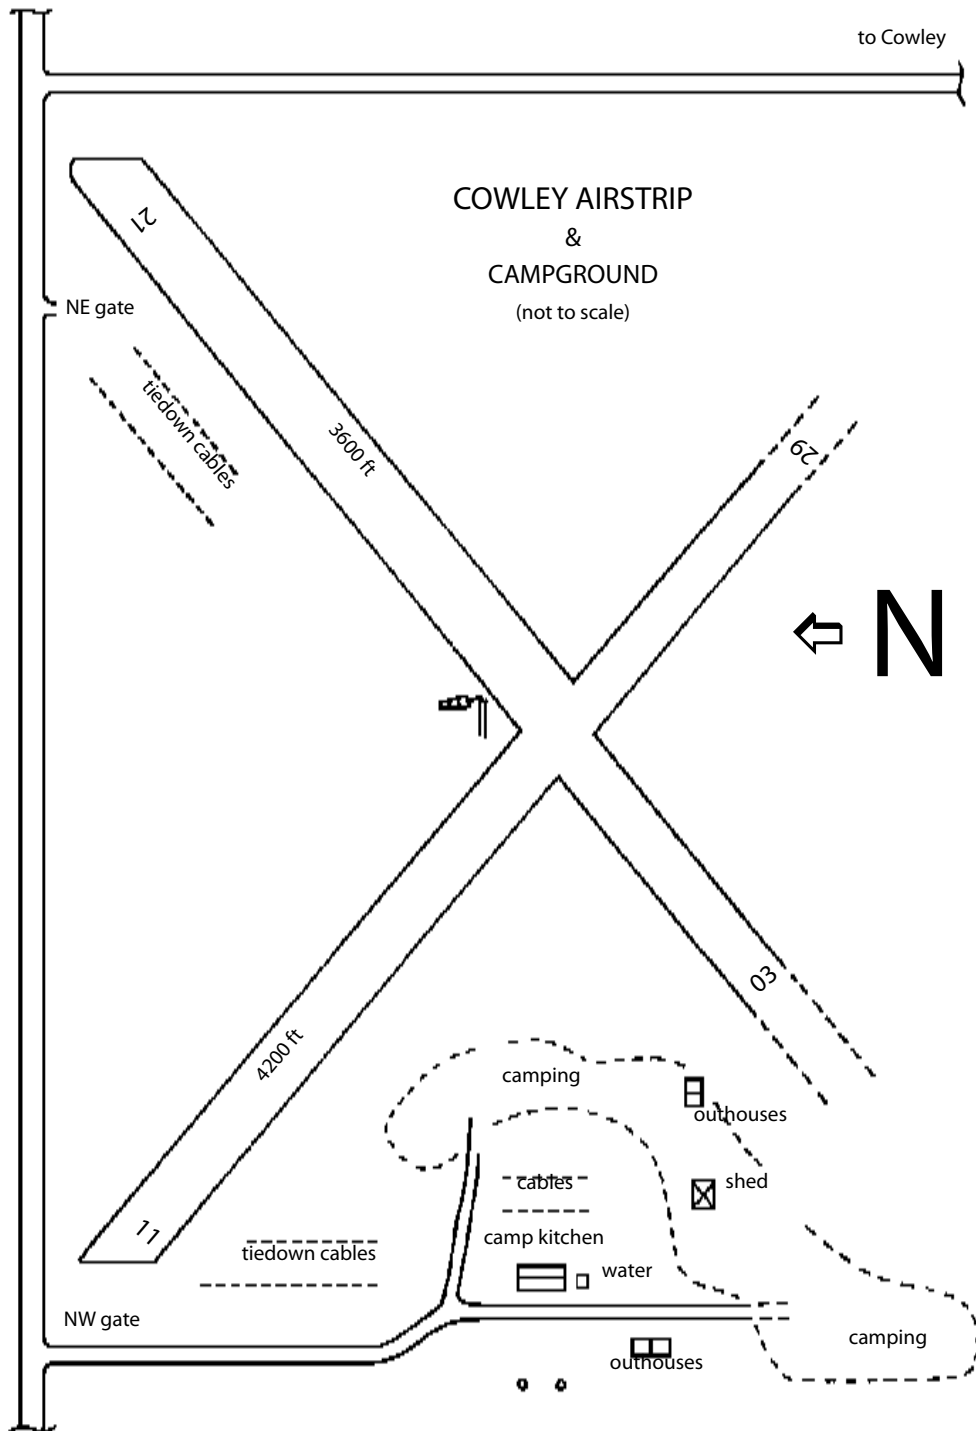 to Cowley
COWLEY AIRSTRIP
&
CAMPGROUND
(not to scale)
21
NE gate
tiedown cables
3600 ft
29
N
03
4200 ft
camping
outhouses
shed
cables
camp kitchen
water
11
tiedown cables
NW gate
camping
outhouses